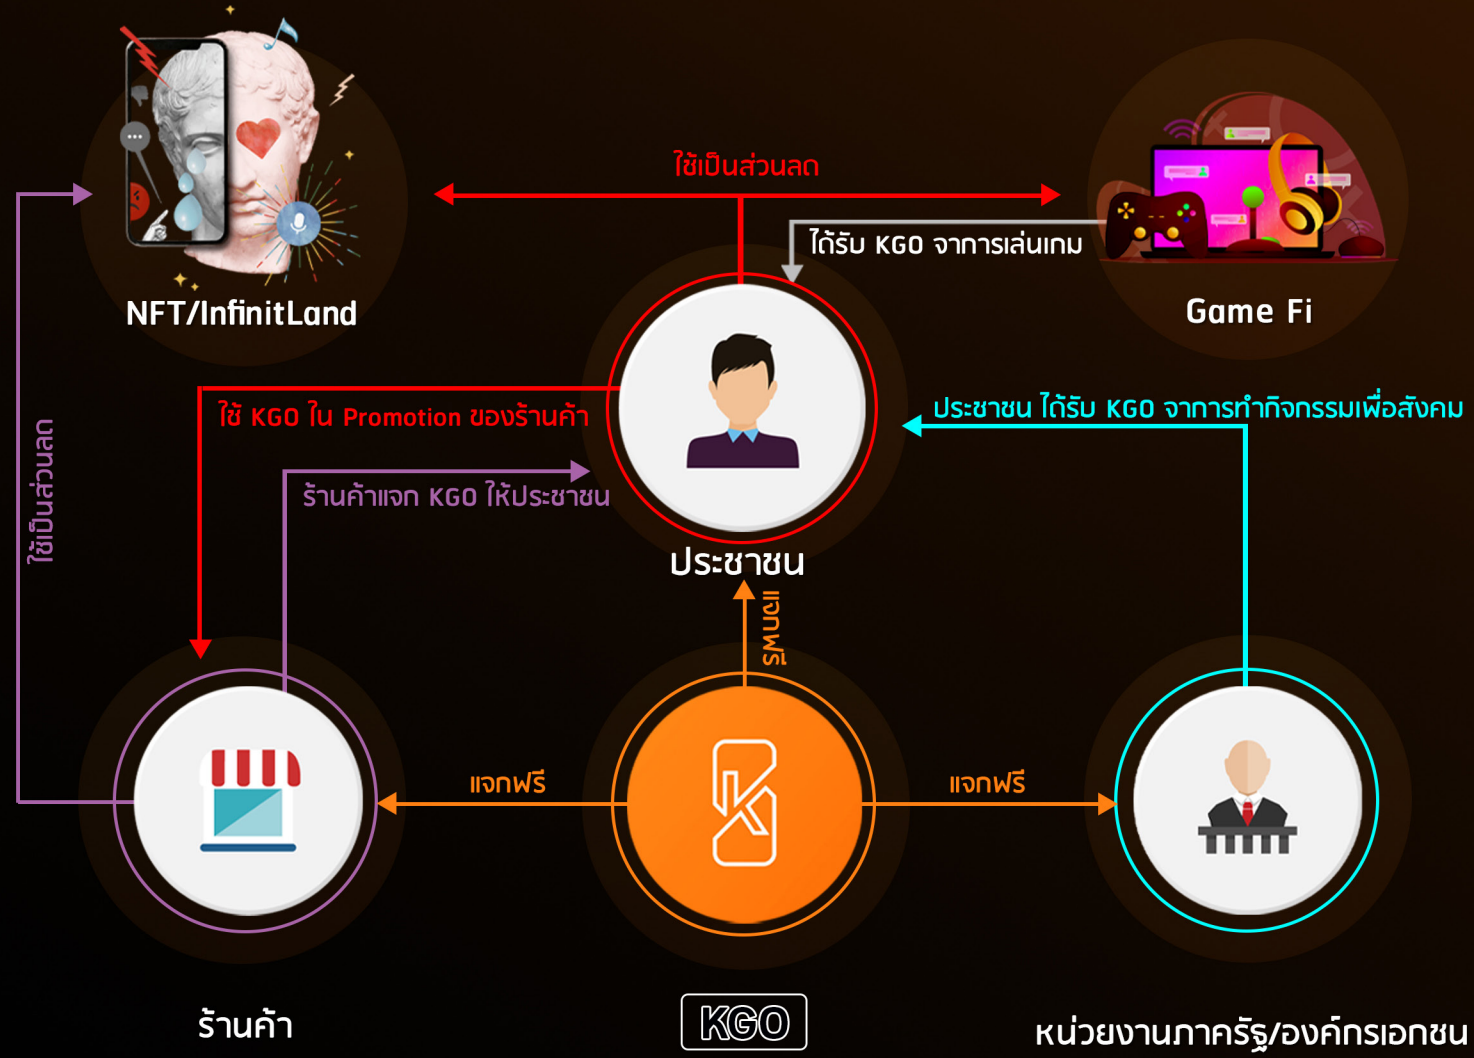 ใช้เป็นส่วนลด
ได้รับ KGO จาการเล่นเกม
NFT/InfinitLand
Game Fi
ใช้ KGO ใน Promotion ของร้านค้า
ประชาชน ได้รับ KGO จาการทำกิจกรรมเพื่อสังคม
ใช้เป็นส่วนลด
ร้านค้าแจก KGO ให้ประชาชน
ประชาชน
แจกฟรี
แจกฟรี
แจกฟรี
ร้านค้า
KGO
หน่วยงานภาครัฐ/องค์กรเอกชน